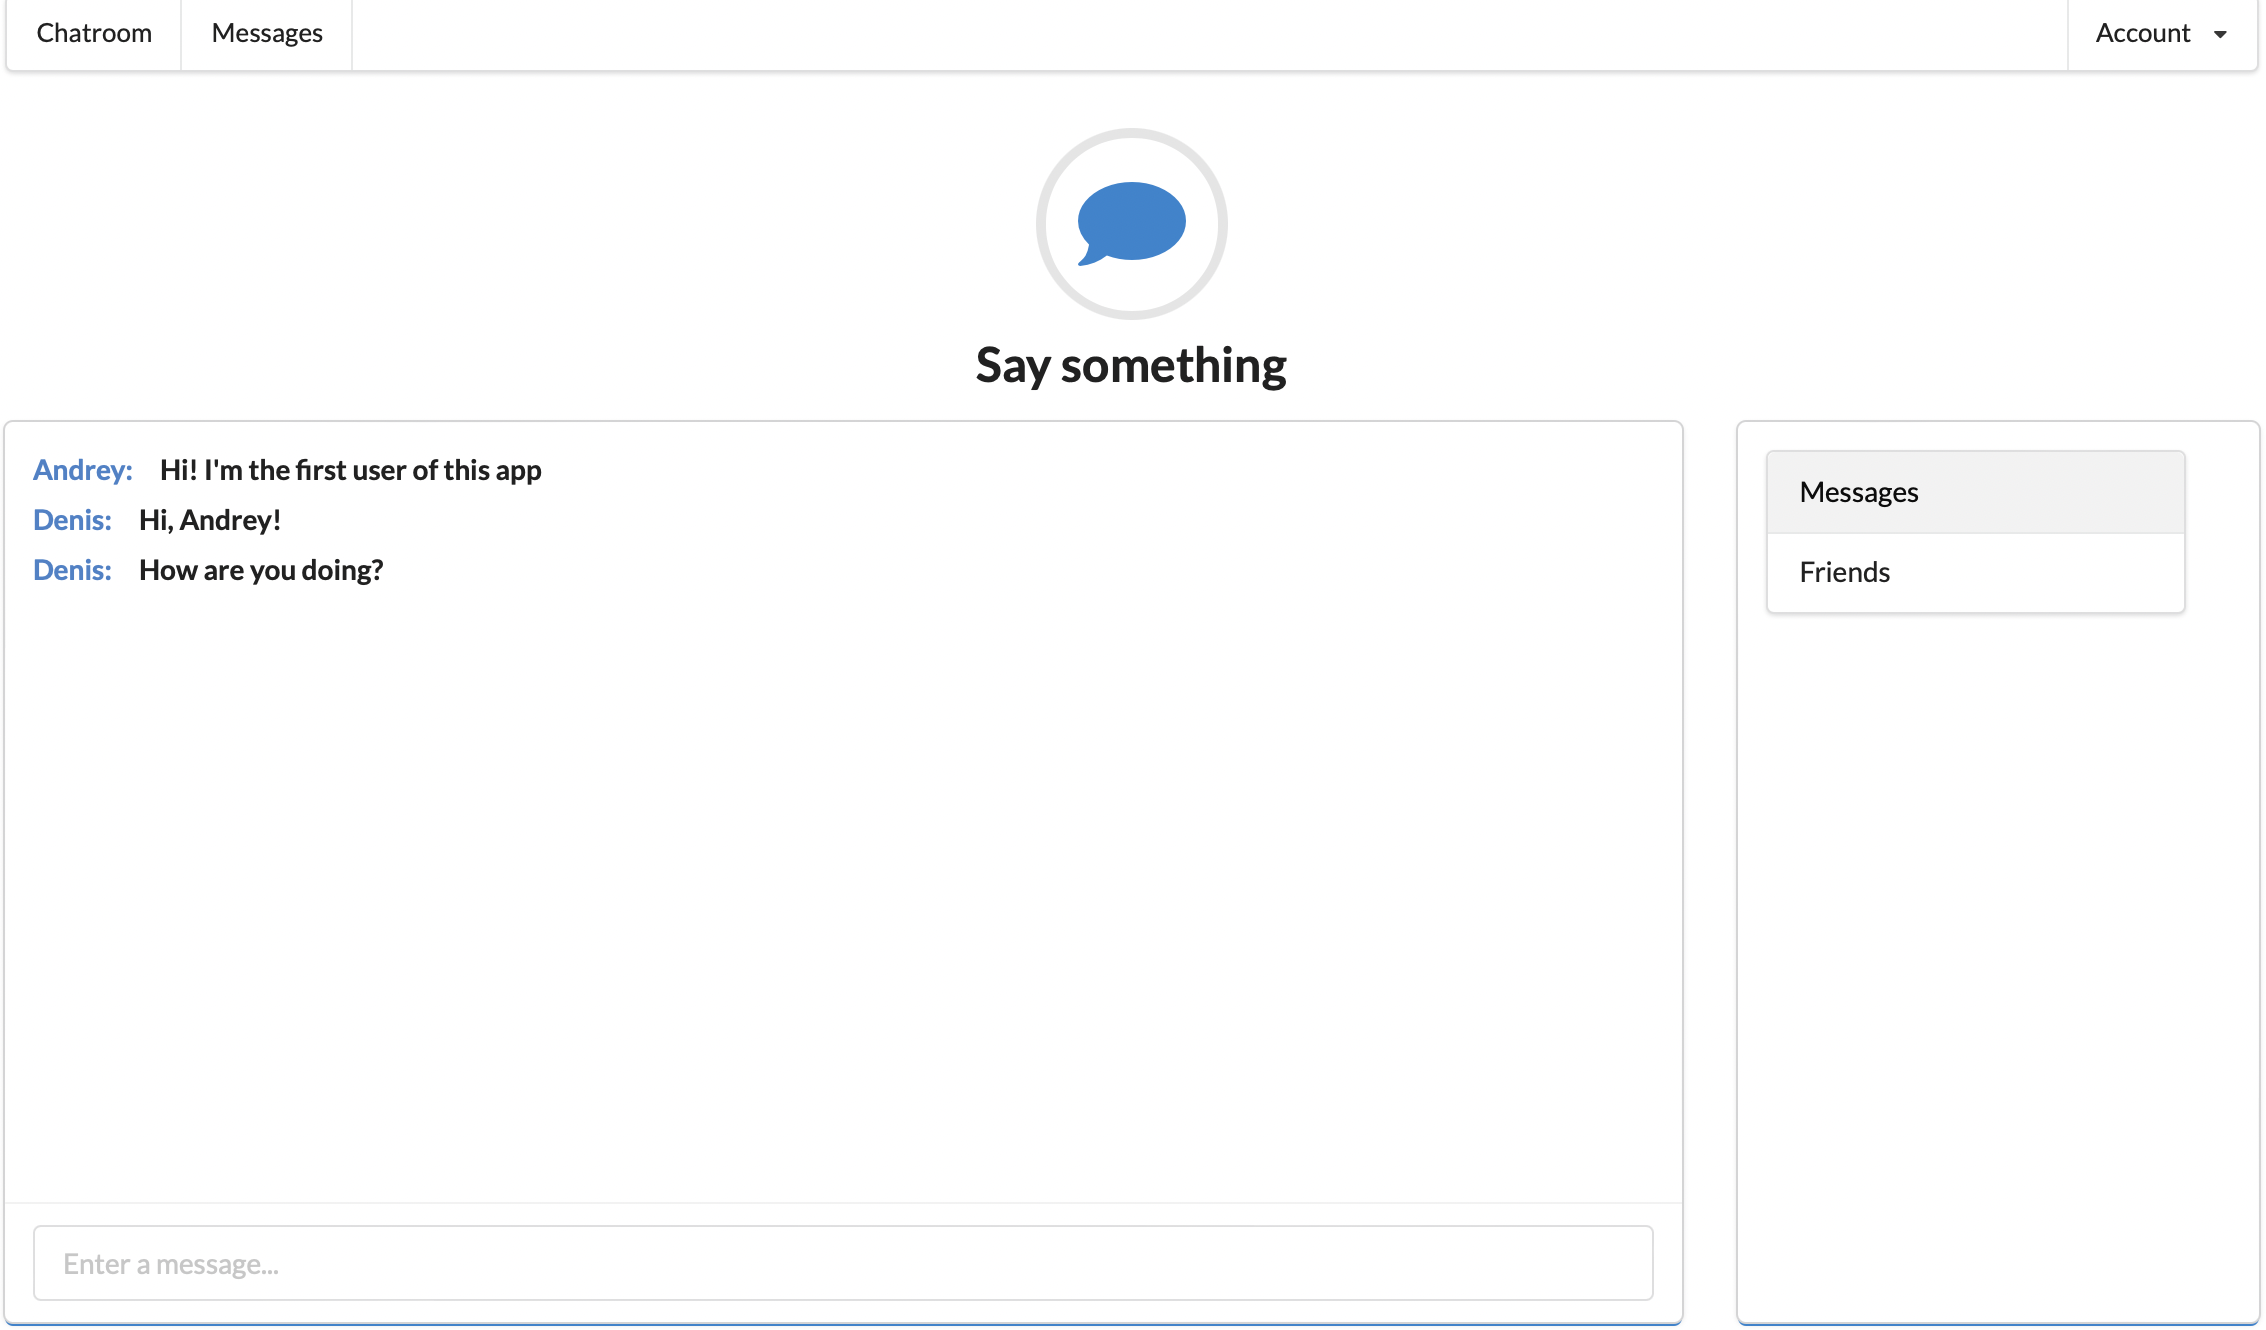 Chatroom Messages Account
Say something
Andrey: Hi! I'm the first user of this app
Denis: Hi, Andrey!
Denis: How are you doing?
Enter a message...
Messages
Friends